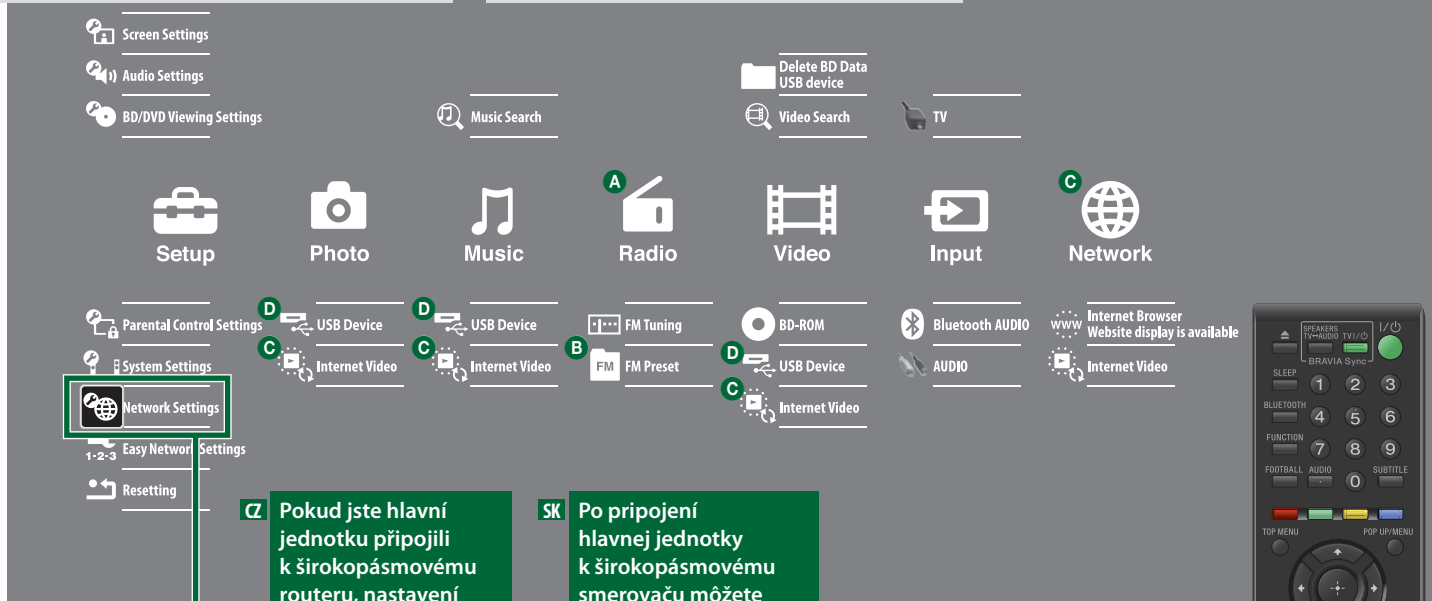 Screen Settings
Audio Settings
BD/DVD Viewing Settings
Music Search
Delete BD Data
USB device
Video Search
TV
A
C
Setup
Photo
Music
Radio
Video
Input
Network
Parental Control Settings
D
USB Device
D
USB Device
FM Tuning
BD-ROM
Bluetooth AUDIO
www
Internet Browser
Website display is available
System Settings
C
Internet Video
C
Internet Video
B
FM
FM Preset
D
USB Device
AUDIO
Internet Video
Network Settings
C
Internet Video
1-2-3
Easy Network Settings
Resetting
CZ
Pokud jste hlavní
jednotku připojili
k širokopásmovému
routeru, nastavení
SK
Po pripojení
hlavnej jednotky
k širokopásmovému
smerovaču môžete
SPEAKERS
TV↔AUDIO
TV I/⏻
I/⏻
BRAVIA Sync
SLEEP
1 2 3
BLUETOOTH
4 5 6
FUNCTION
7 8 9
FOOTBALL
AUDIO
0
SUBTITLE
TOP MENU
POP UP/MENU